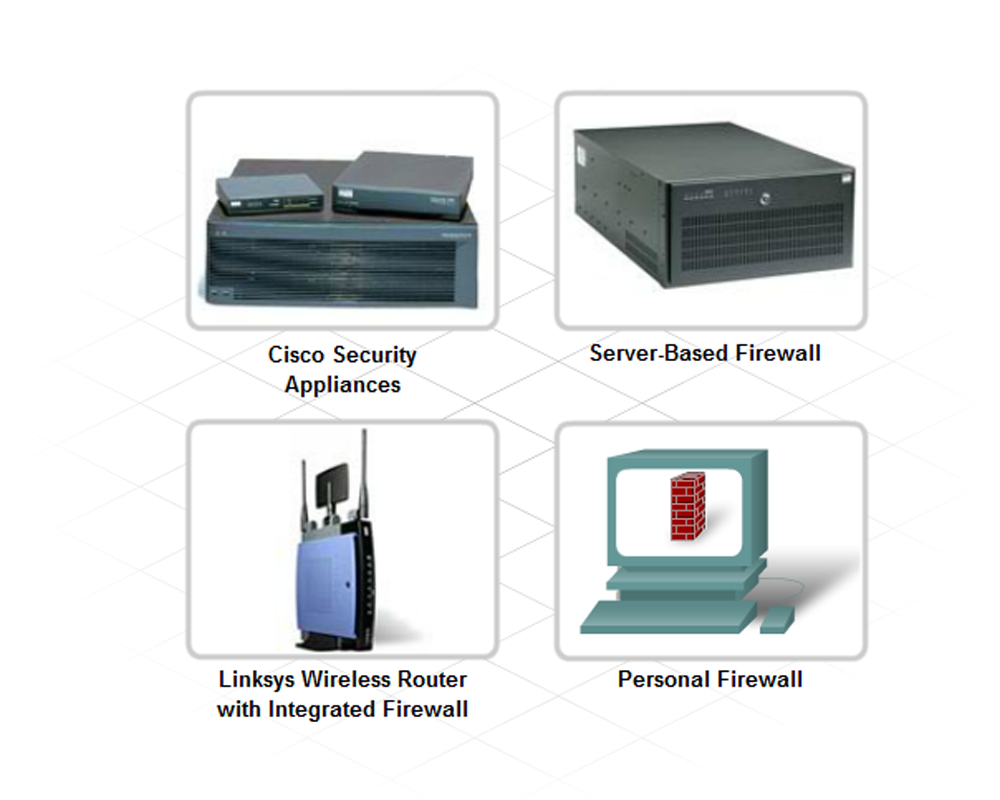 Cisco Security
Appliances
Server-Based Firewall
Linksys Wireless Router
with Integrated Firewall
Personal Firewall